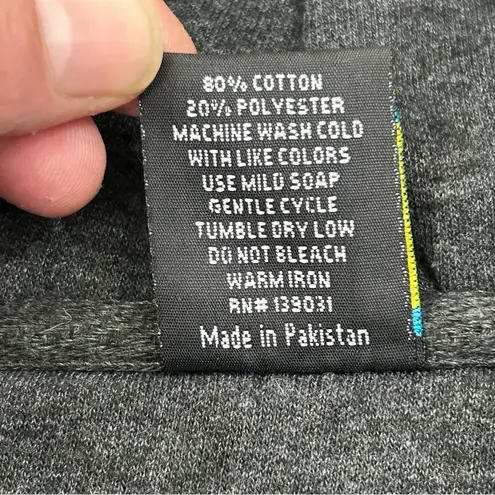 80% COTTON
20% POLYESTER
MACHINE WASH COLD
WITH LIKE COLORS
USE MILD SOAP
GENTLE CYCLE
TUMBLE DRY LOW
DO NOT BLEACH
WARM IRON
RN# 139031
Made in Pakistan